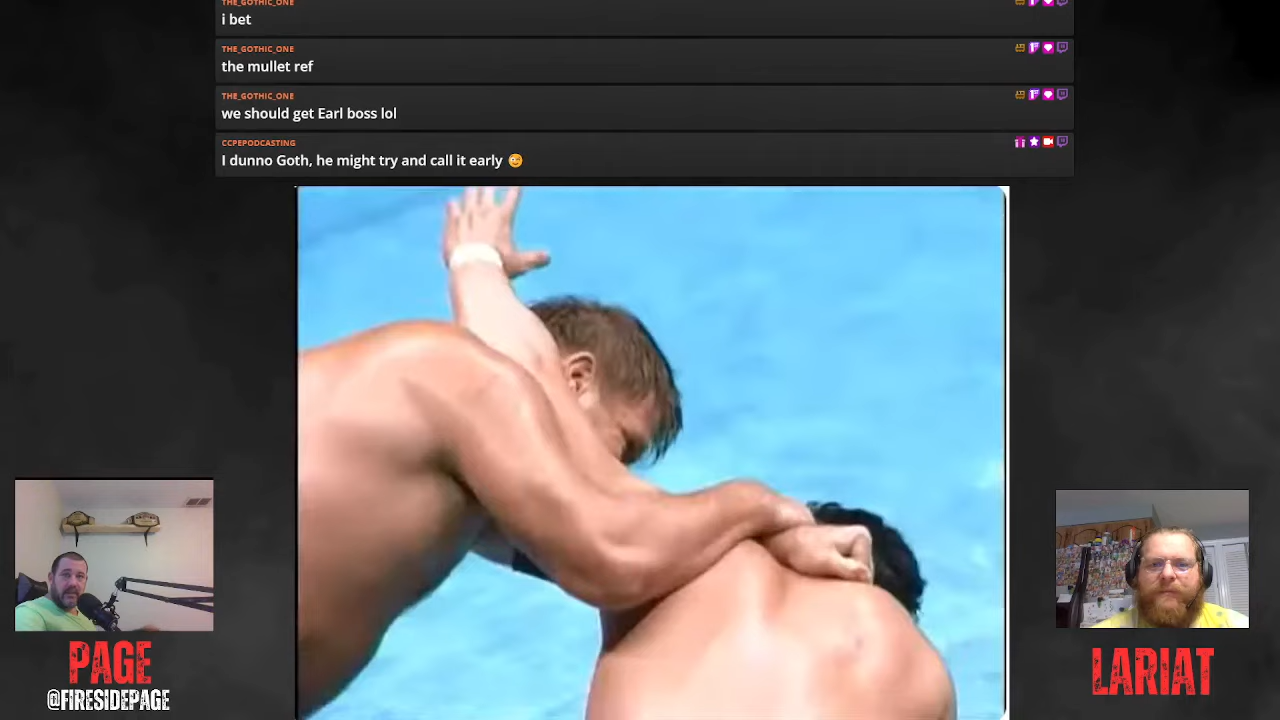 THE_GOTHIC_ONE
i bet
THE_GOTHIC_ONE
the mullet ref
THE_GOTHIC_ONE
we should get Earl boss lol
CCPEPODCASTING
I dunno Goth, he might try and call it early
PAGE
@FIRESIDEPAGE
LARIAT